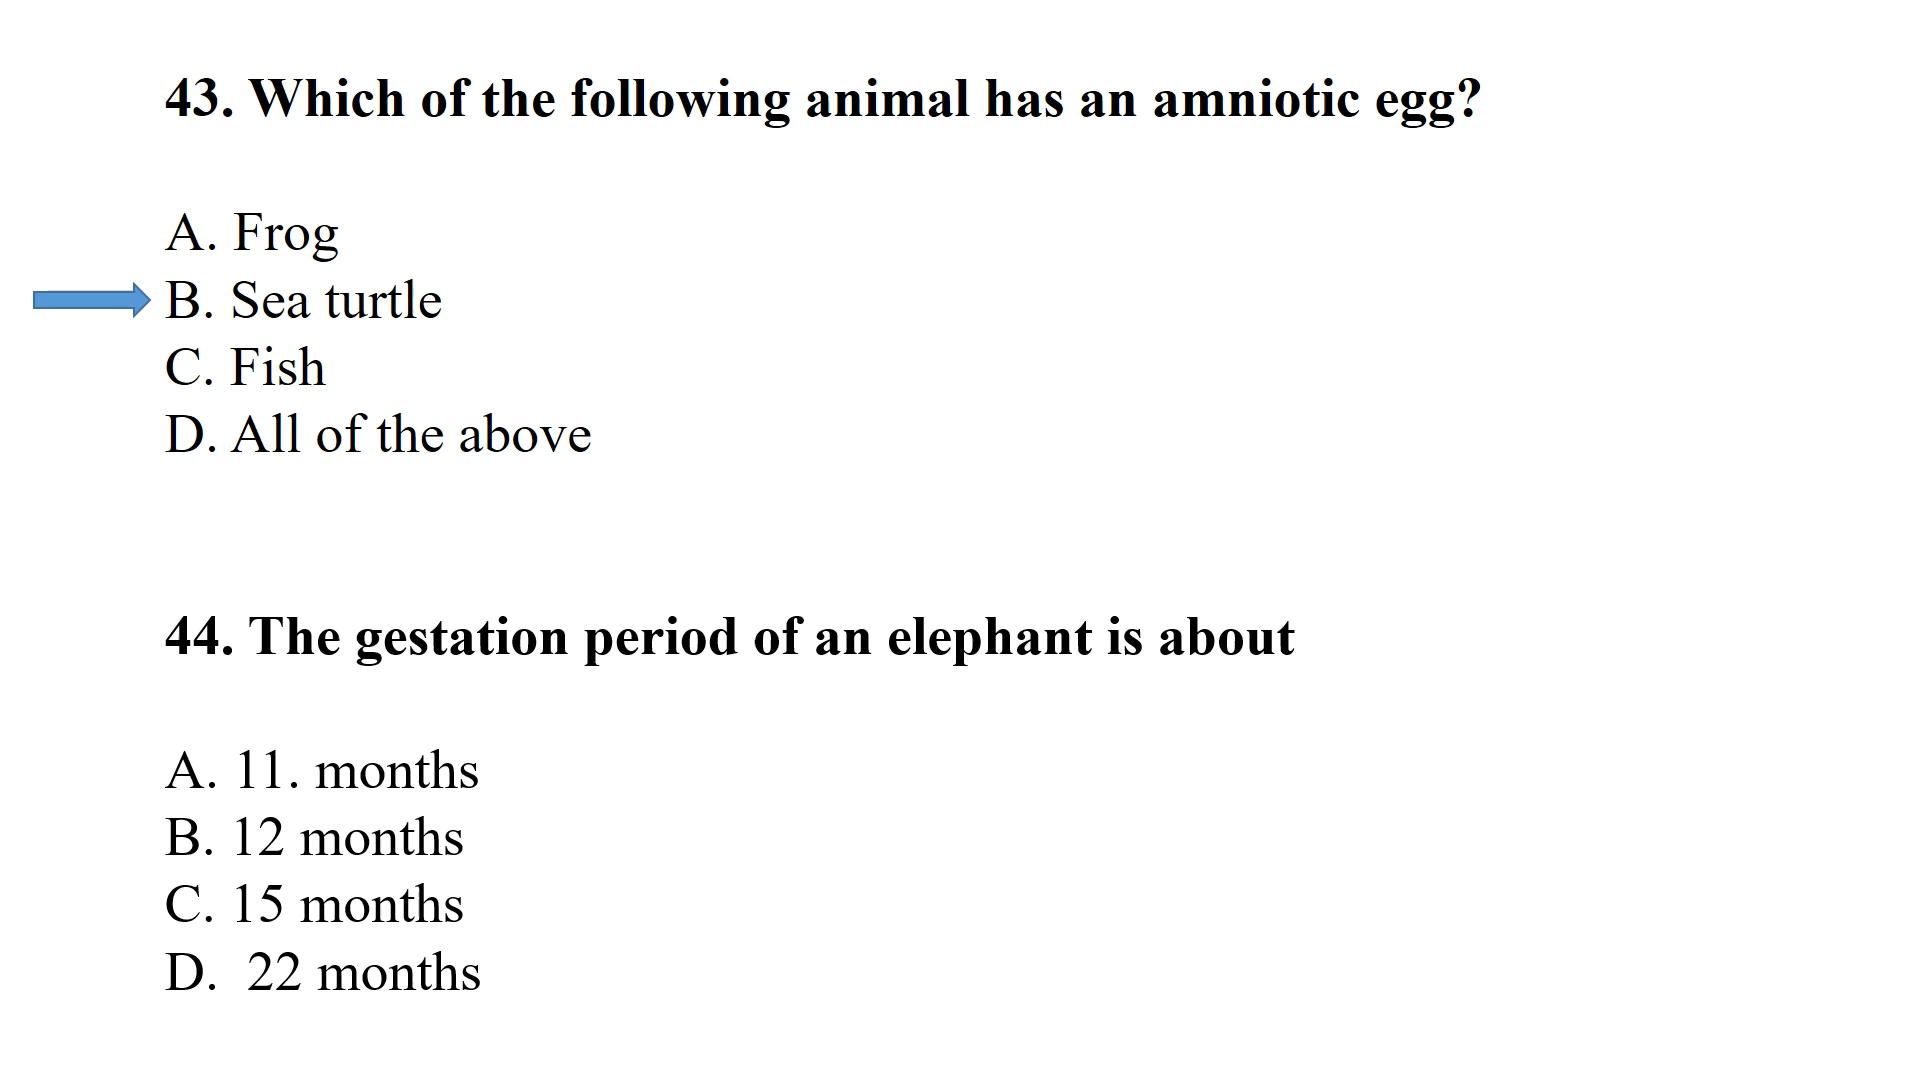 43. Which of the following animal has an amniotic egg?
A. Frog
B. Sea turtle
C. Fish
D. All of the above
44. The gestation period of an elephant is about
A. 11. months
B. 12 months
C. 15 months
D.  22 months